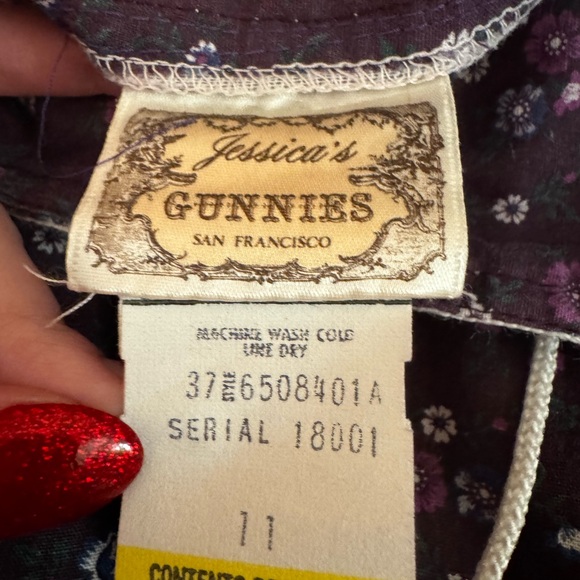 Jessica's
GUNNIES
SAN FRANCISCO
MACHINE WASH COLD
LINE DRY
37 STYLE 6508401A
SERIAL 18001
11
CONTENTS